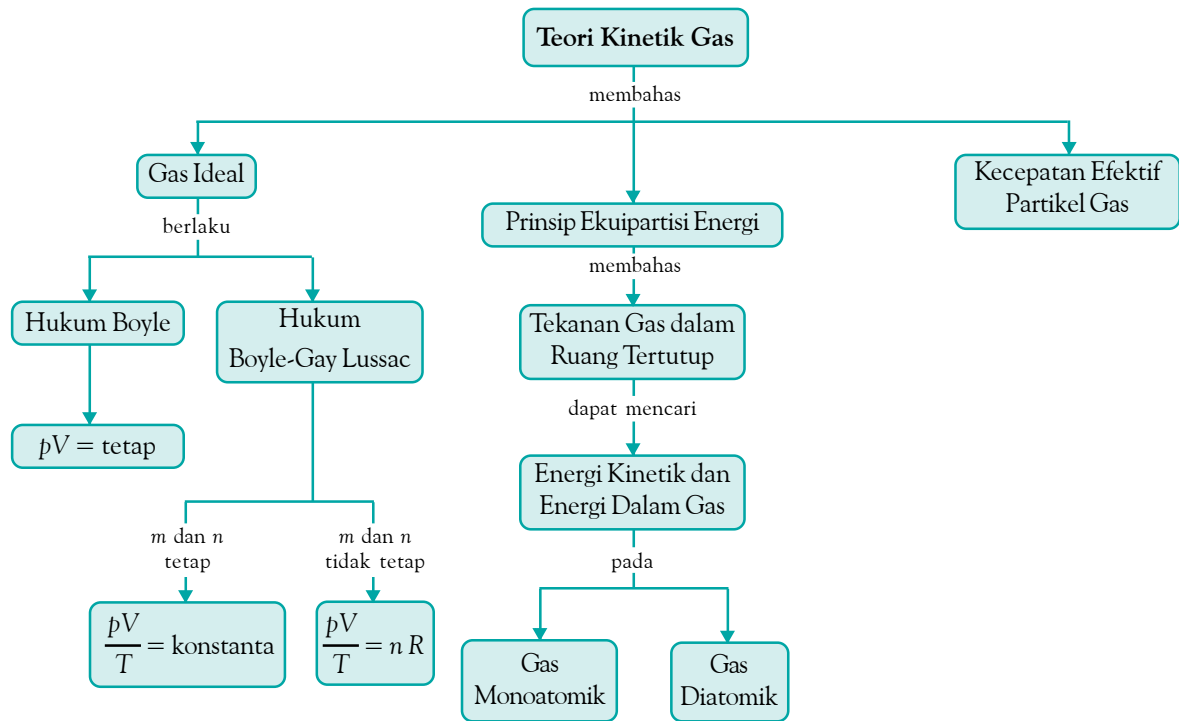 Teori Kinetik Gas
membahas
Gas Ideal
berlaku
Hukum Boyle
pV = tetap
Hukum
Boyle-Gay Lussac
m dan n
tetap
pV
T
= konstanta
m dan n
tidak tetap
pV
T
= n R
Prinsip Ekuipartisi Energi
membahas
Tekanan Gas dalam
Ruang Tertutup
dapat mencari
Energi Kinetik dan
Energi Dalam Gas
pada
Gas
Monoatomik
Gas
Diatomik
Kecepatan Efektif
Partikel Gas